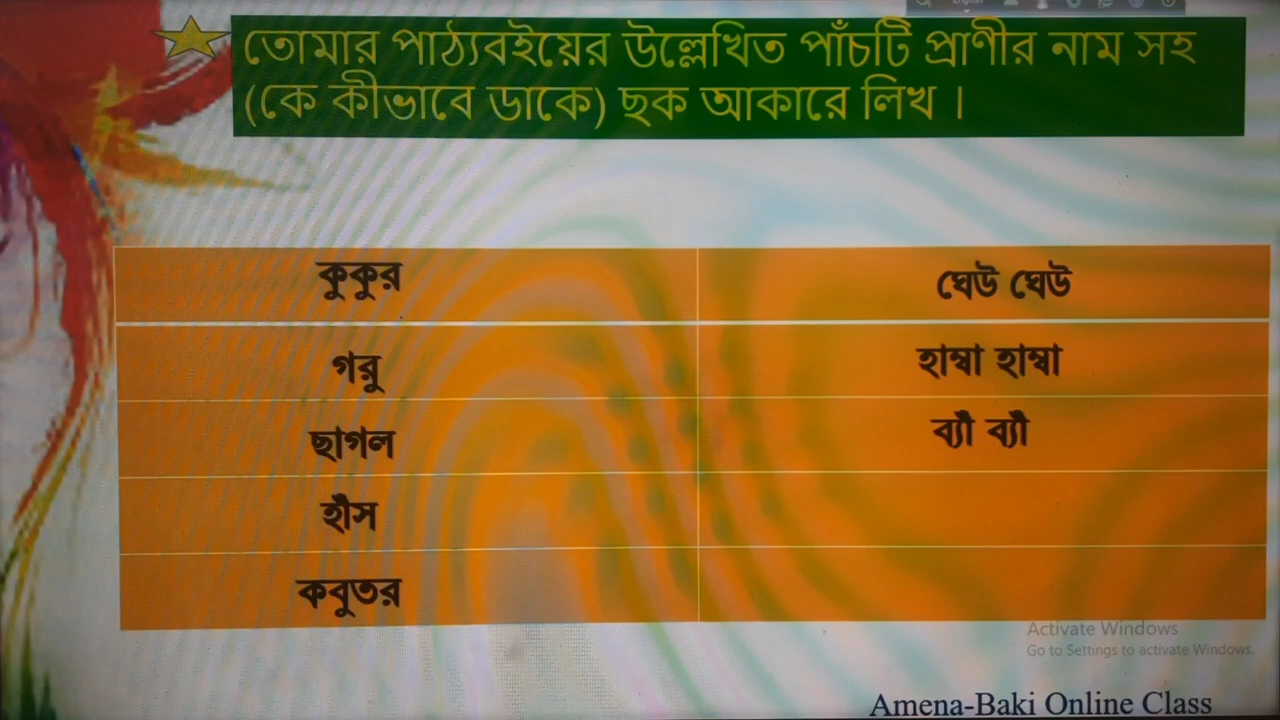 তোমার পাঠ্যবইয়ের উল্লেখিত পাঁচটি প্রাণীর নাম সহ
(কে কীভাবে ডাকে) ছক আকারে লিখ ।
কুকুর ঘেউ ঘেউ
গরু হাম্বা হাম্বা
ছাগল ব্যাঁ ব্যাঁ
হাঁস
কবুতর
Activate Windows
Go to Settings to activate Windows.
Amena-Baki Online Class